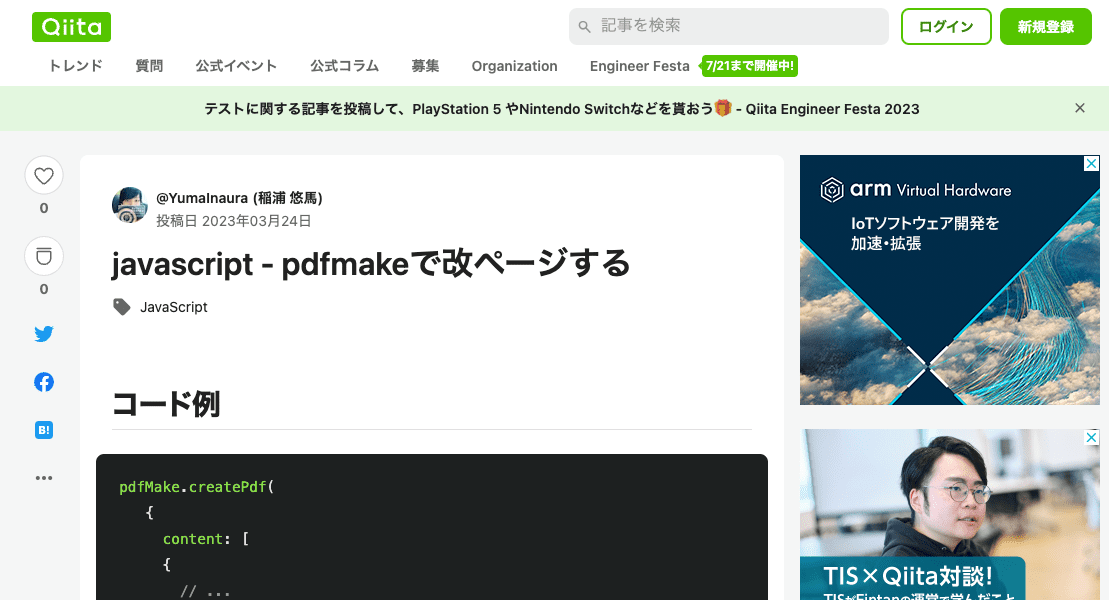 Qiita
記事を検索
ログイン
新規登録
トレンド 質問 公式イベント 公式コラム 募集 Organization Engineer Festa 7/21まで開催中!
テストに関する記事を投稿して、PlayStation 5 やNintendo Switchなどを貰おう🎁 - Qiita Engineer Festa 2023
0
0
B!
@YumaInaura (稲浦 悠馬)
投稿日 2023年03月24日
javascript - pdfmakeで改ページする
JavaScript
コード例
pdfMake.createPdf(
{
content: [
{
// ...
arm Virtual Hardware
IoTソフトウェア開発を
加速・拡張
TIS×Qiita対談!
TISがFintanの運営で学んだこと